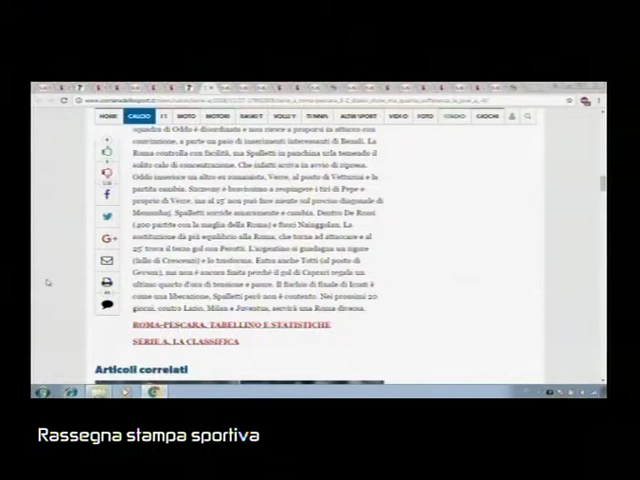 www.corrieredellosport.it
HOME CALCIO F1 MOTO MOTORI BASKET VOLLEY TENNIS ALTRI SPORT VIDEO FOTO STADIO GIOCHI
squadra di Oddo è disordinata e non riesce a proporsi in attacco con
convinzione, a parte un paio di inserimenti interessanti di Benali. La
Roma controlla con facilità, ma Spalletti in panchina urla temendo il
solito calo di concentrazione. Che infatti arriva in avvio di ripresa.
Oddo inserisce un altro ex romanista, Verre, al posto di Vetturini e la
partita cambia. Szczesny è bravissimo a respingere i tiri di Pepe e
proprio di Verre, ma al 15' non può fare niente sul preciso diagonale di
Memushaj. Spalletti sorride amaramente e cambia. Dentro De Rossi
(400 partite con la maglia della Roma) e fuori Nainggolan. La
sostituzione dà più equilibrio alla Roma, che torna ad attaccare e al
25' trova il terzo gol con Perotti. L'argentino si guadagna un rigore
(fallo di Crescenzi) e lo trasforma. Entra anche Totti (al posto di
Gerson), ma non è ancora finita perché il gol di Caprari regala un
ultimo quarto d'ora di tensione e paure. Il fischio di finale di Irrati è
come una liberazione, Spalletti però non è contento. Nei prossimi 20
giorni, contro Lazio, Milan e Juventus, servirà una Roma diversa.
ROMA-PESCARA, TABELLINO E STATISTICHE
SERIE A, LA CLASSIFICA
Articoli correlati
Rassegna stampa sportiva